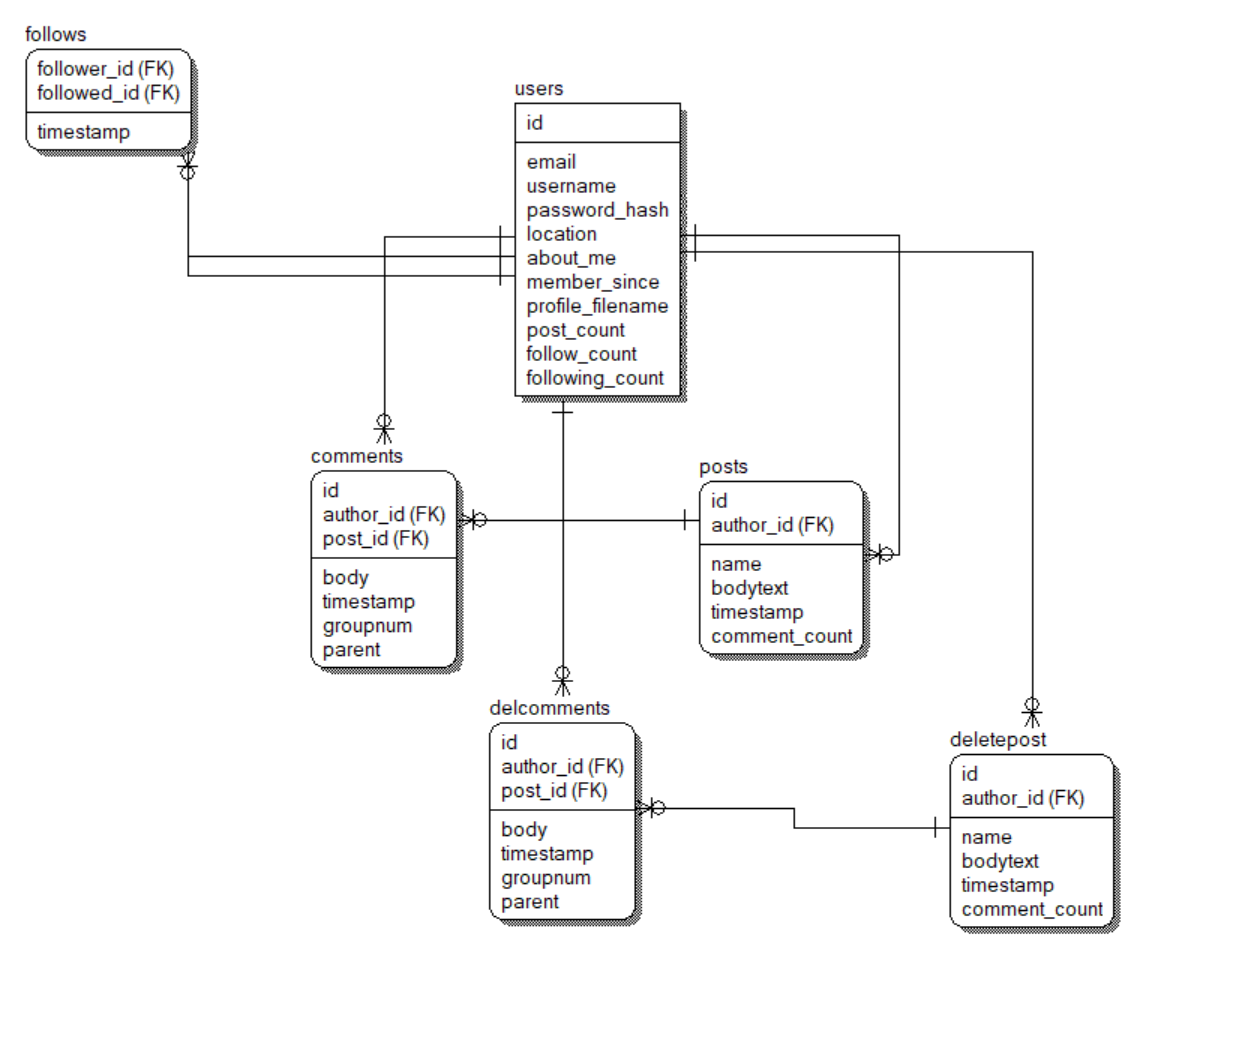 follows
follower_id (FK)
followed_id (FK)
timestamp
users
id
email
username
password_hash
location
about_me
member_since
profile_filename
post_count
follow_count
following_count
comments
id
author_id (FK)
post_id (FK)
body
timestamp
groupnum
parent
posts
id
author_id (FK)
name
bodytext
timestamp
comment_count
delcomments
id
author_id (FK)
post_id (FK)
body
timestamp
groupnum
parent
deletepost
id
author_id (FK)
name
bodytext
timestamp
comment_count